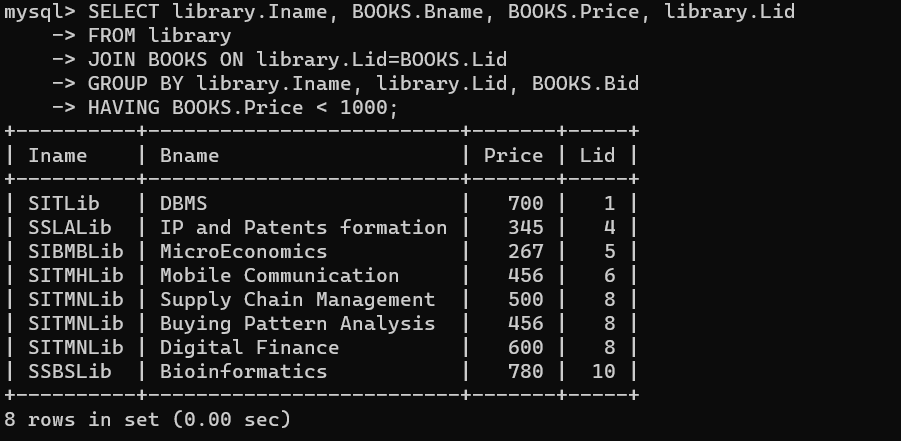 mysql> SELECT library.Iname, BOOKS.Bname, BOOKS.Price, library.Lid
    -> FROM library
    -> JOIN BOOKS ON library.Lid=BOOKS.Lid
    -> GROUP BY library.Iname, library.Lid, BOOKS.Bid
    -> HAVING BOOKS.Price < 1000;
+----------+--------------------------+-------+-----+
| Iname    | Bname                    | Price | Lid |
+----------+--------------------------+-------+-----+
| SITLib   | DBMS                     |   700 |   1 |
| SSLALib  | IP and Patents formation |   345 |   4 |
| SIBMBLib | MicroEconomics           |   267 |   5 |
| SITMHLib | Mobile Communication     |   456 |   6 |
| SITMNLib | Supply Chain Management  |   500 |   8 |
| SITMNLib | Buying Pattern Analysis  |   456 |   8 |
| SITMNLib | Digital Finance          |   600 |   8 |
| SSBSLib  | Bioinformatics           |   780 |  10 |
+----------+--------------------------+-------+-----+
8 rows in set (0.00 sec)